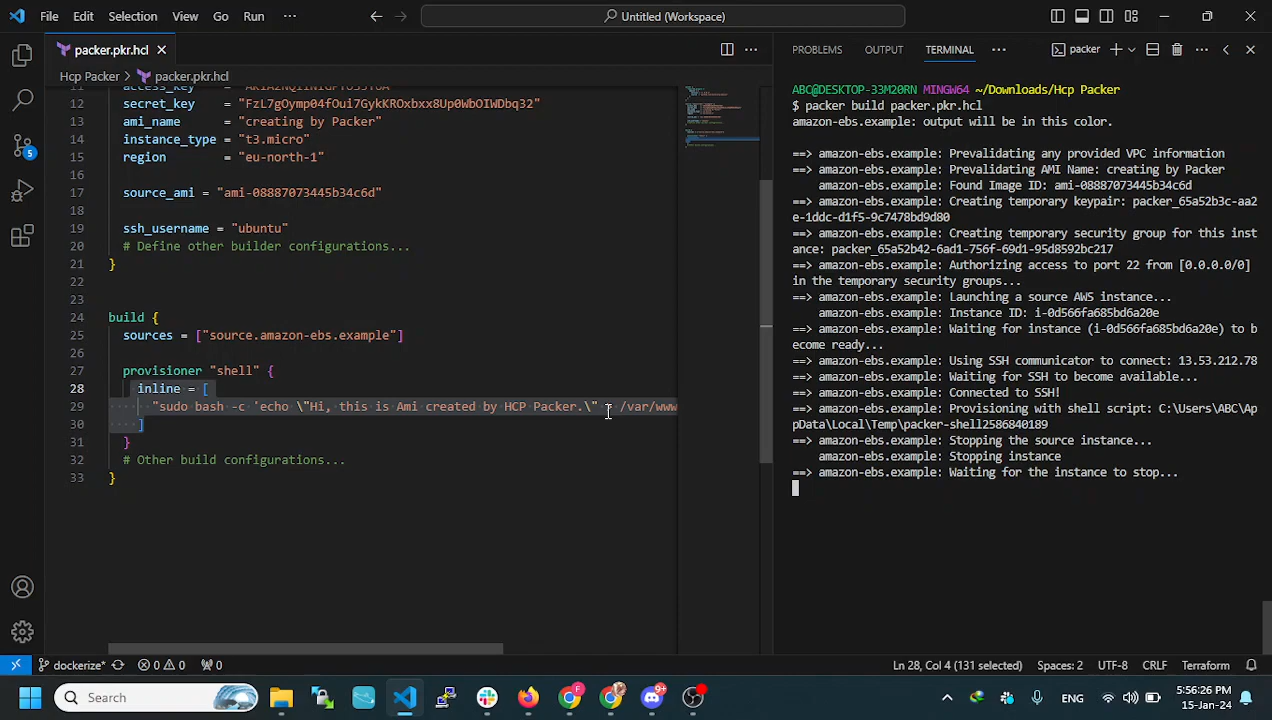 File Edit Selection View Go Run ··· Untitled (Workspace)
packer.pkr.hcl
Hcp Packer > packer.pkr.hcl
11 access_key =
12 secret_key = "FzL7gOymp04fOui7GykKROxbxx8Up0WbOIWDbq32"
13 ami_name = "creating by Packer"
14 instance_type = "t3.micro"
15 region = "eu-north-1"
16
17 source_ami = "ami-08887073445b34c6d"
18
19 ssh_username = "ubuntu"
20 # Define other builder configurations...
21 }
22
23
24 build {
25 sources = ["source.amazon-ebs.example"]
26
27 provisioner "shell" {
28 inline = [
29 "sudo bash -c 'echo \"Hi, this is Ami created by HCP Packer.\" /var/www
30 ]
31 }
32 # Other build configurations...
33 }
PROBLEMS OUTPUT TERMINAL ··· packer
ABC@DESKTOP-33M20RN MINGW64 ~/Downloads/Hcp Packer
$ packer build packer.pkr.hcl
amazon-ebs.example: output will be in this color.
==> amazon-ebs.example: Prevalidating any provided VPC information
==> amazon-ebs.example: Prevalidating AMI Name: creating by Packer
amazon-ebs.example: Found Image ID: ami-08887073445b34c6d
==> amazon-ebs.example: Creating temporary keypair: packer_65a52b3c-aa2
e-1ddc-d1f5-9c7478bd9d80
==> amazon-ebs.example: Creating temporary security group for this inst
ance: packer_65a52b42-6ad1-756f-69d1-95d8592bc217
==> amazon-ebs.example: Authorizing access to port 22 from [0.0.0.0/0]
in the temporary security groups...
==> amazon-ebs.example: Launching a source AWS instance...
amazon-ebs.example: Instance ID: i-0d566fa685bd6a20e
==> amazon-ebs.example: Waiting for instance (i-0d566fa685bd6a20e) to b
ecome ready...
==> amazon-ebs.example: Using SSH communicator to connect: 13.53.212.78
==> amazon-ebs.example: Waiting for SSH to become available...
==> amazon-ebs.example: Connected to SSH!
==> amazon-ebs.example: Provisioning with shell script: C:\Users\ABC\Ap
pData\Local\Temp\packer-shell2586840189
==> amazon-ebs.example: Stopping the source instance...
amazon-ebs.example: Stopping instance
==> amazon-ebs.example: Waiting for the instance to stop...
5
dockerize* 0 0 0 Ln 28, Col 4 (131 selected) Spaces: 2 UTF-8 CRLF Terraform
Search F 9+ ENG 5:56:26 PM
15-Jan-24